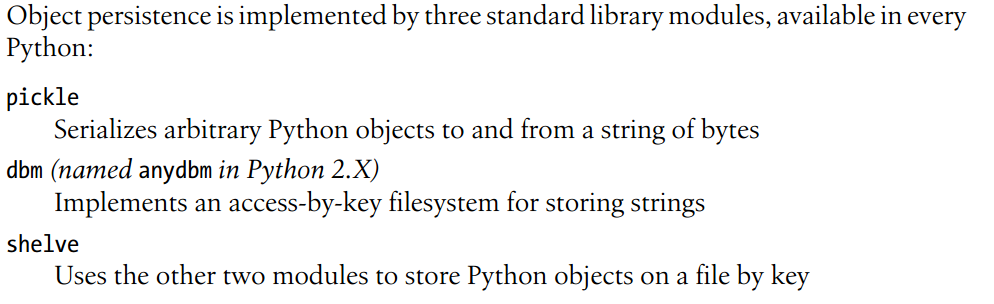 Object persistence is implemented by three standard library modules, available in every
Python:
pickle
Serializes arbitrary Python objects to and from a string of bytes
dbm (named anydbm in Python 2.X)
Implements an access-by-key filesystem for storing strings
shelve
Uses the other two modules to store Python objects on a file by key